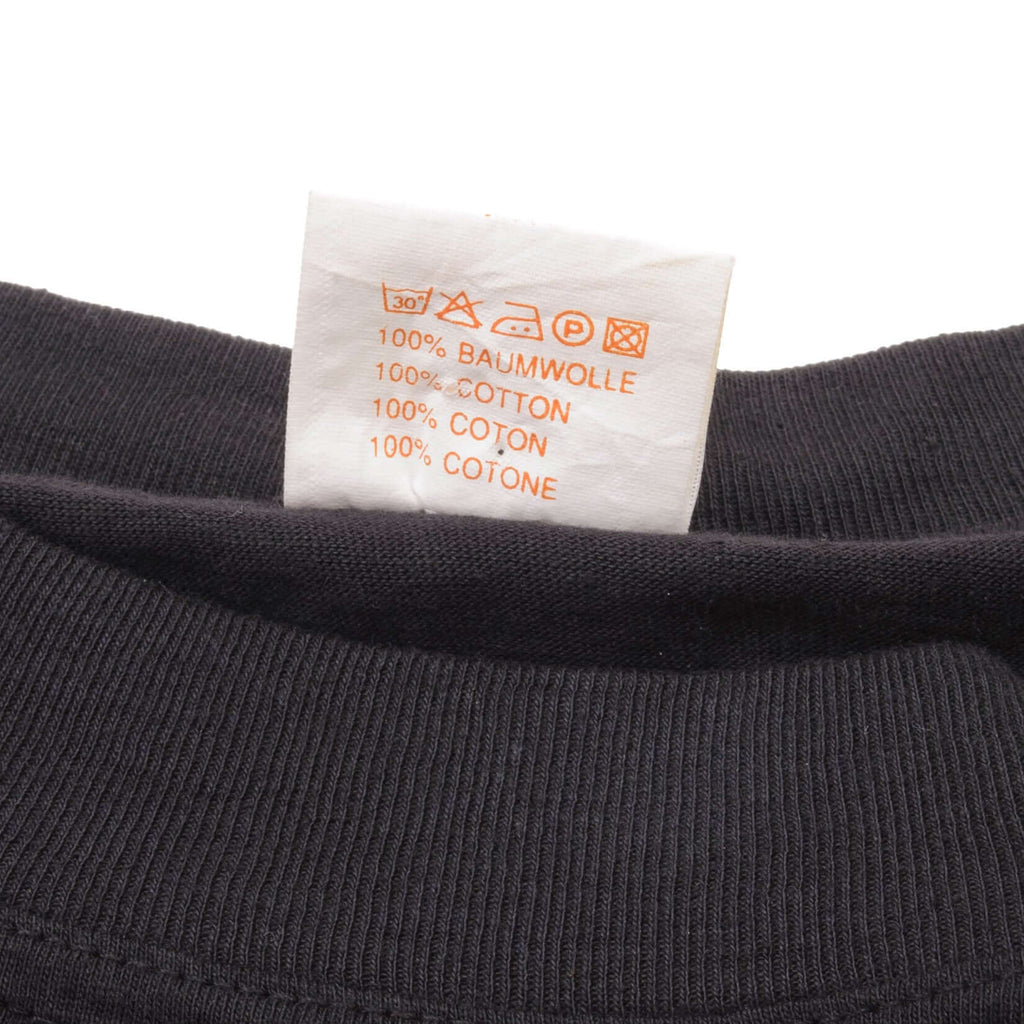 30° P
100% BAUMWOLLE
100% COTTON
100% COTON
100% COTONE